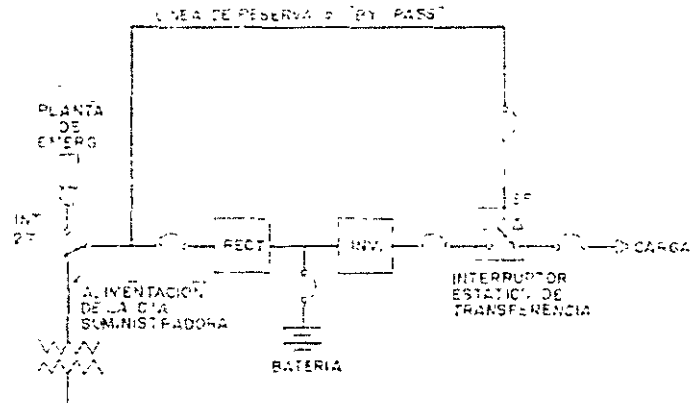 LINEA DE RESERVA O "BY PASS"
PLANTA
DE
EMERG
INT
RECT
INV.
CARGA
INTERRUPTOR
ESTATICO DE
TRANSFERENCIA
ALIMENTACION
DE LA CIA
SUMINISTRADORA
BATERIA